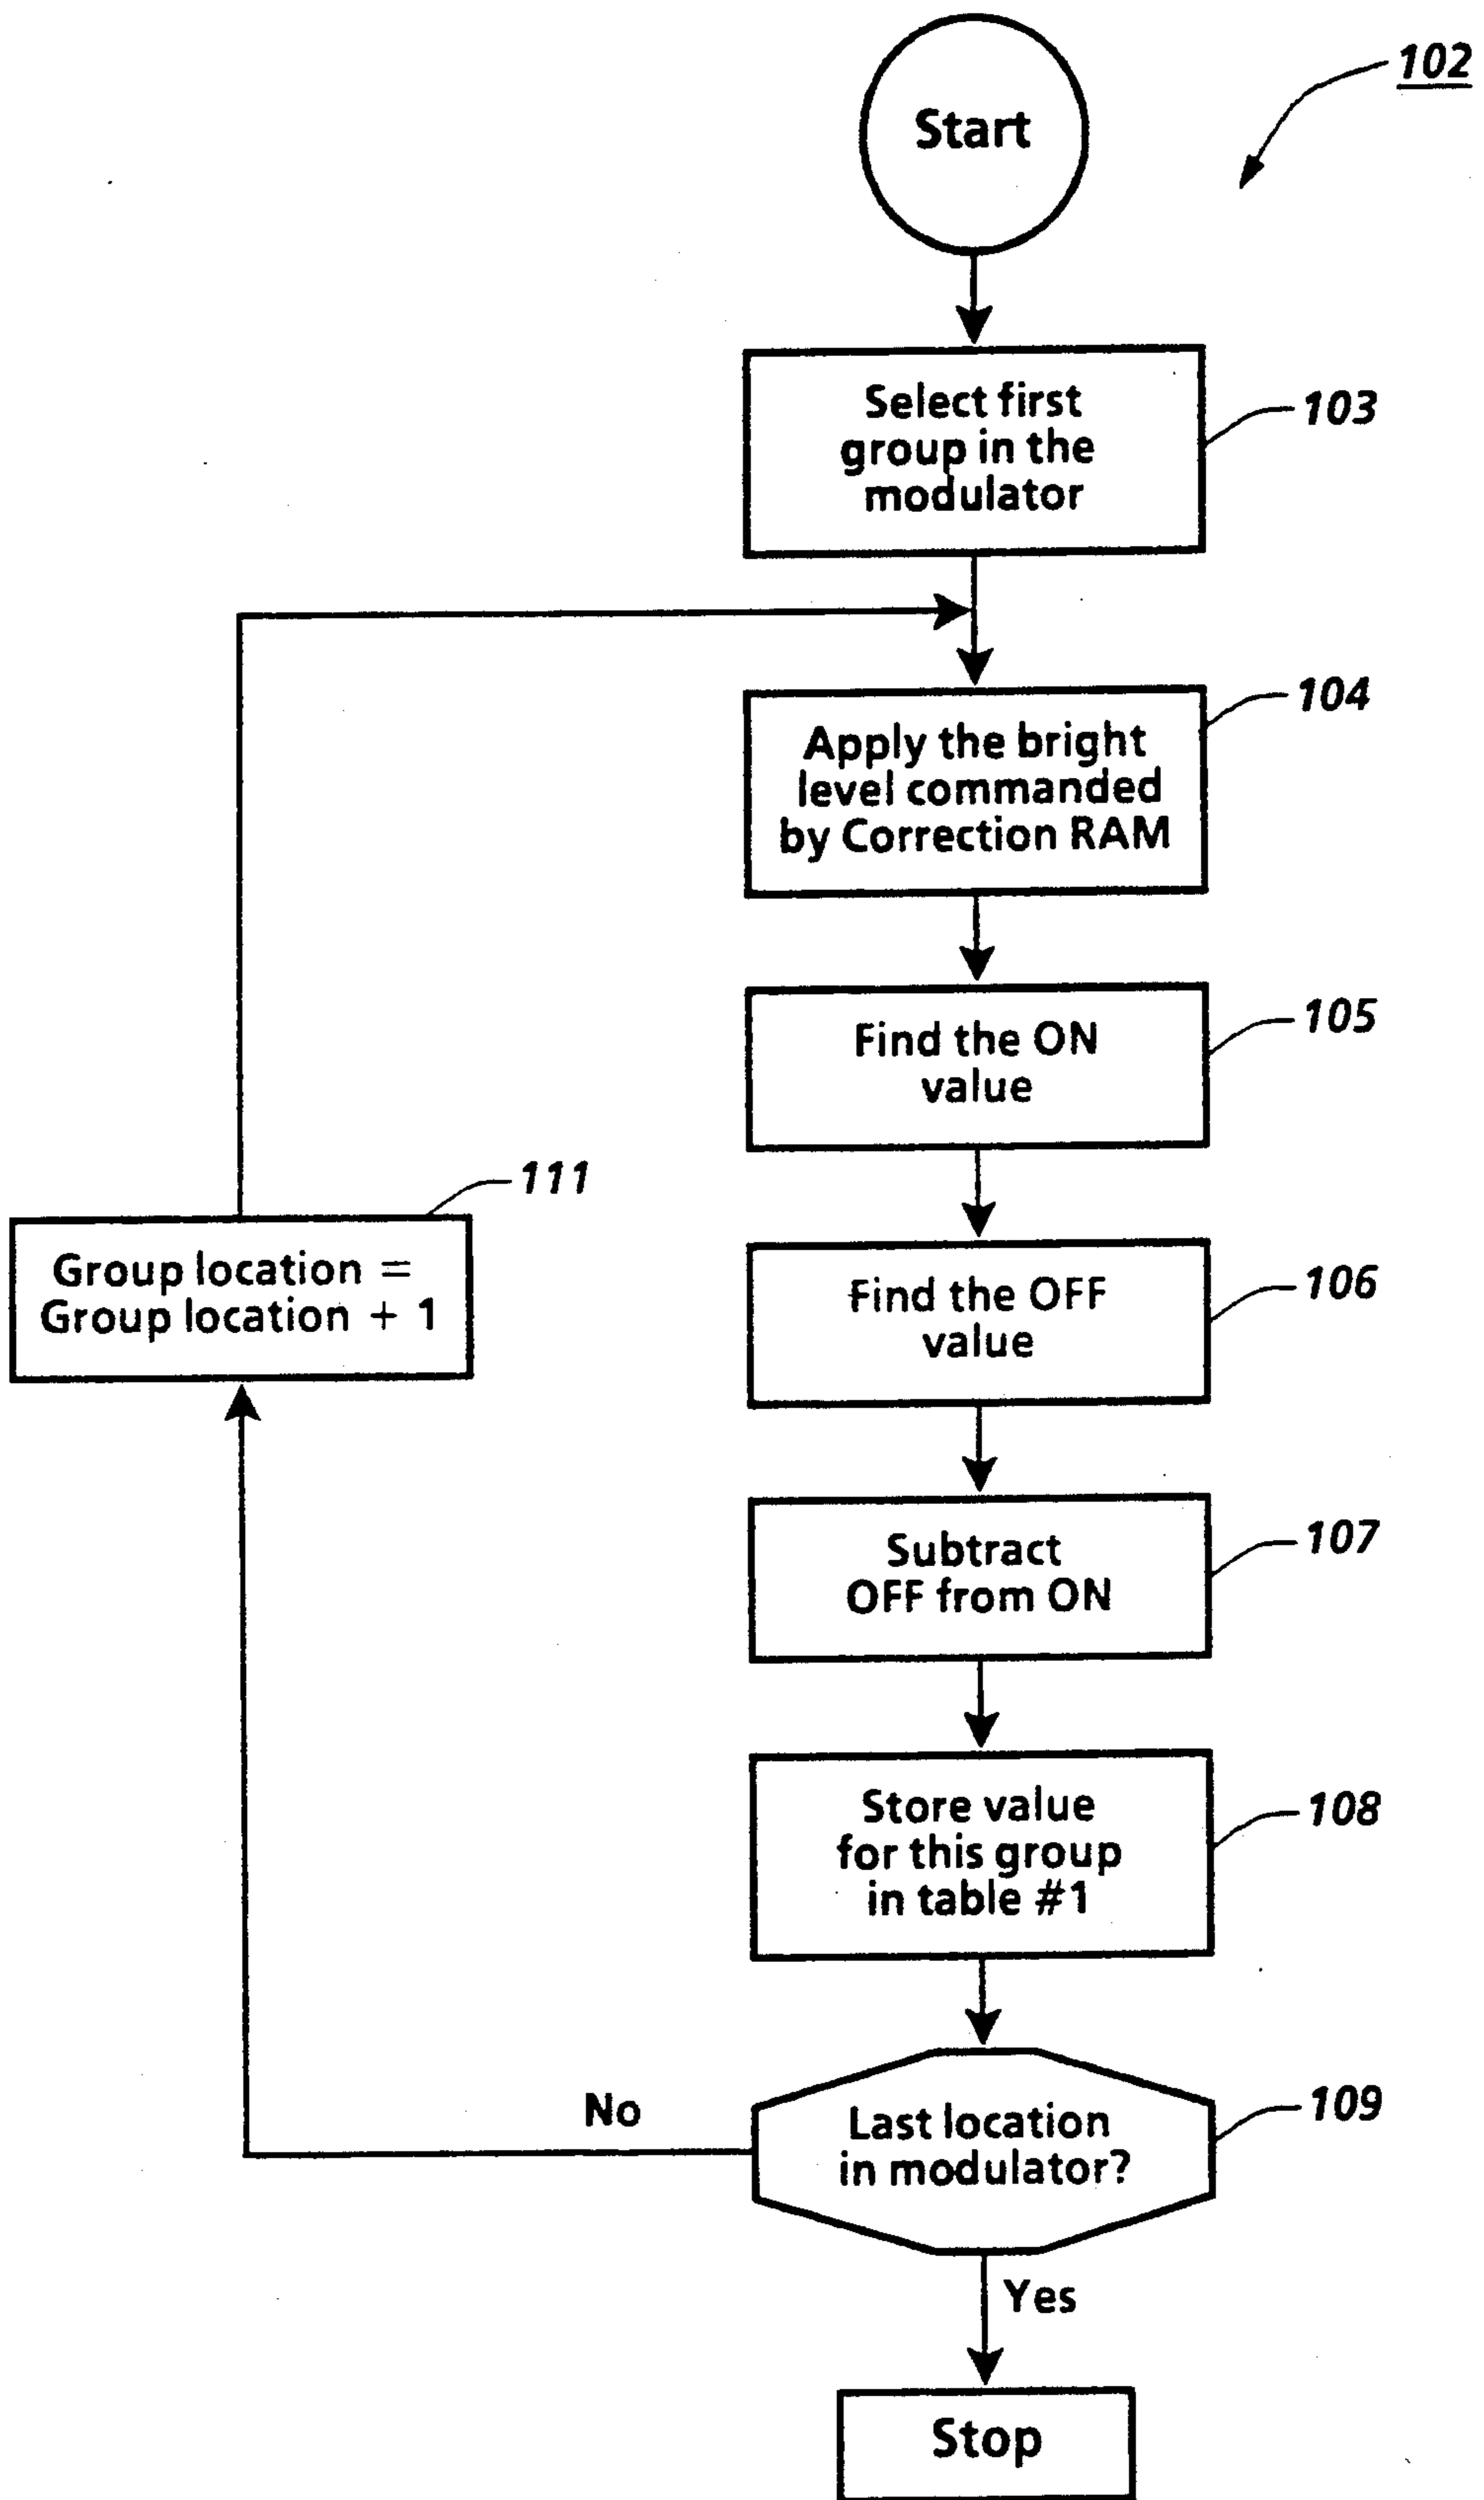 102
Start
Select first
group in the
modulator
103
Apply the bright
level commanded
by Correction RAM
104
Find the ON
value
105
111
Group location =
Group location + 1
Find the OFF
value
106
Subtract
OFF from ON
107
Store value
for this group
in table #1
108
No
Last location
in modulator?
109
Yes
Stop